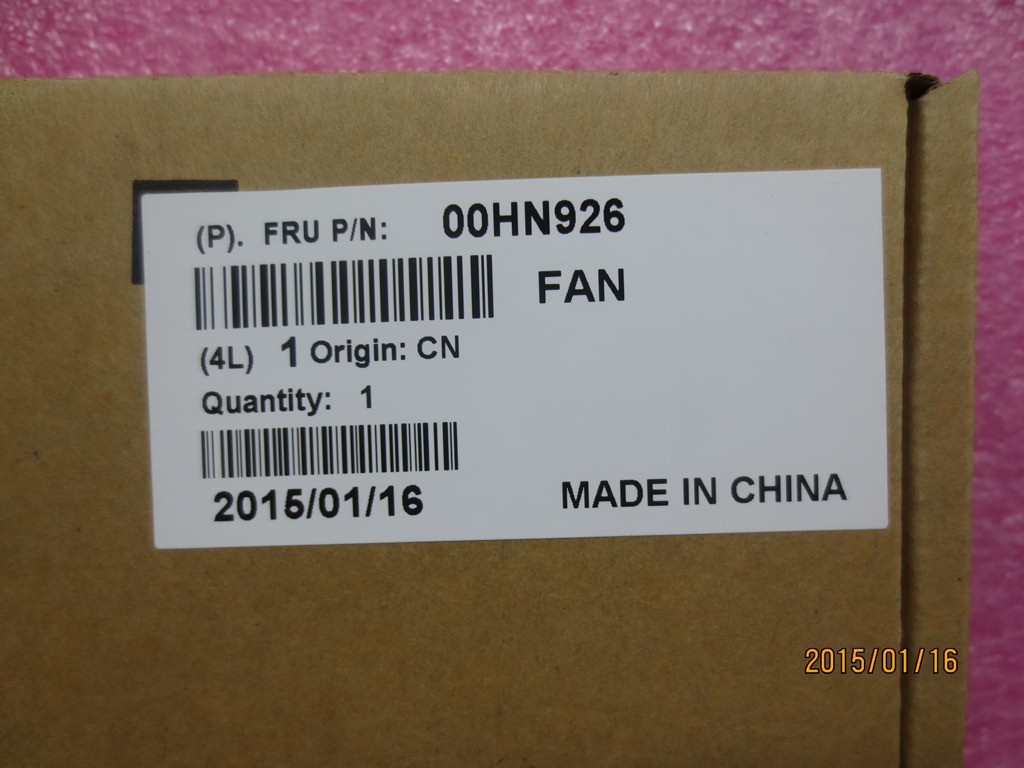 (P). FRU P/N: 00HN926
FAN
(4L) 1 Origin: CN
Quantity: 1
2015/01/16
MADE IN CHINA
2015/01/16